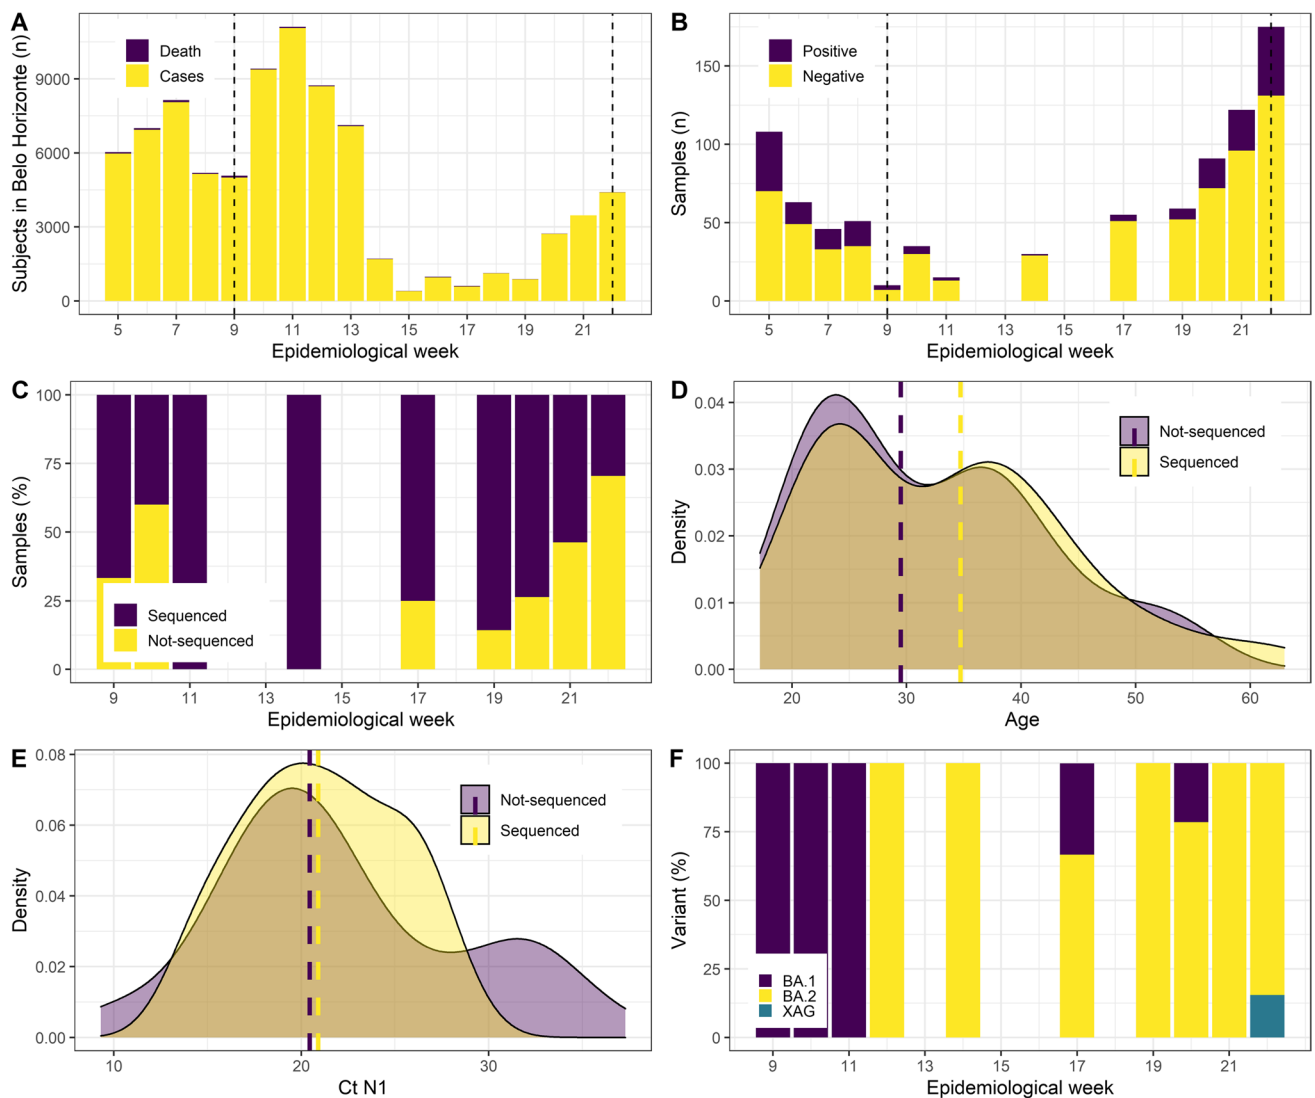 A
Subjects in Belo Horizonte (n)
Death
Cases
9000
6000
3000
0
5 7 9 11 13 15 17 19 21
Epidemiological week
B
Samples (n)
Positive
Negative
150
100
50
0
5 7 9 11 13 15 17 19 21
Epidemiological week
C
Samples (%)
100
75
50
25
0
Sequenced
Not-sequenced
9 11 13 15 17 19 21
Epidemiological week
D
Density
0.04
0.03
0.02
0.01
0.00
Not-sequenced
Sequenced
20 30 40 50 60
Age
E
Density
0.08
0.06
0.04
0.02
0.00
Not-sequenced
Sequenced
10 20 30
Ct N1
F
Variant (%)
100
75
50
25
0
BA.1
BA.2
XAG
9 11 13 15 17 19 21
Epidemiological week